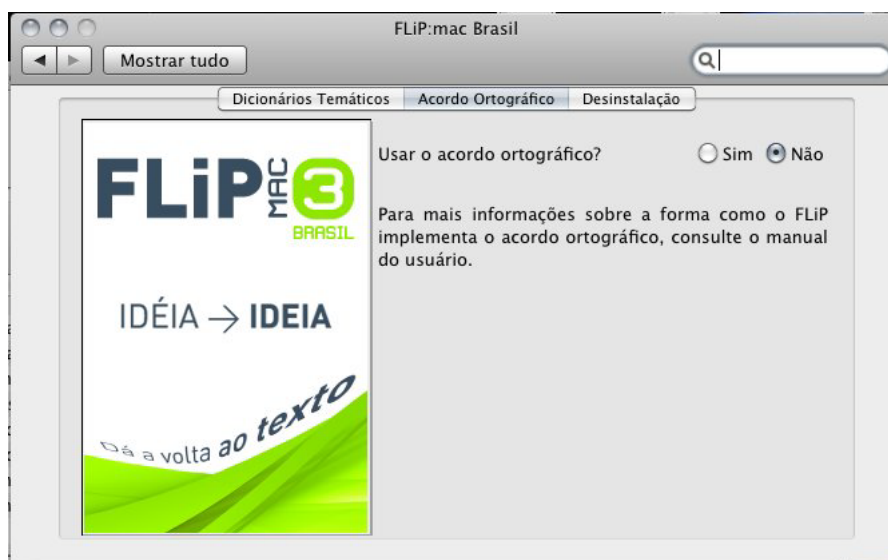 FLiP:mac Brasil
Mostrar tudo
Dicionários Temáticos Acordo Ortográfico Desinstalação
FLiP MAC 3
BRASIL
IDÉIA → IDEIA
Dá a volta ao texto
Usar o acordo ortográfico? Sim Não
Para mais informações sobre a forma como o FLiP
implementa o acordo ortográfico, consulte o manual
do usuário.